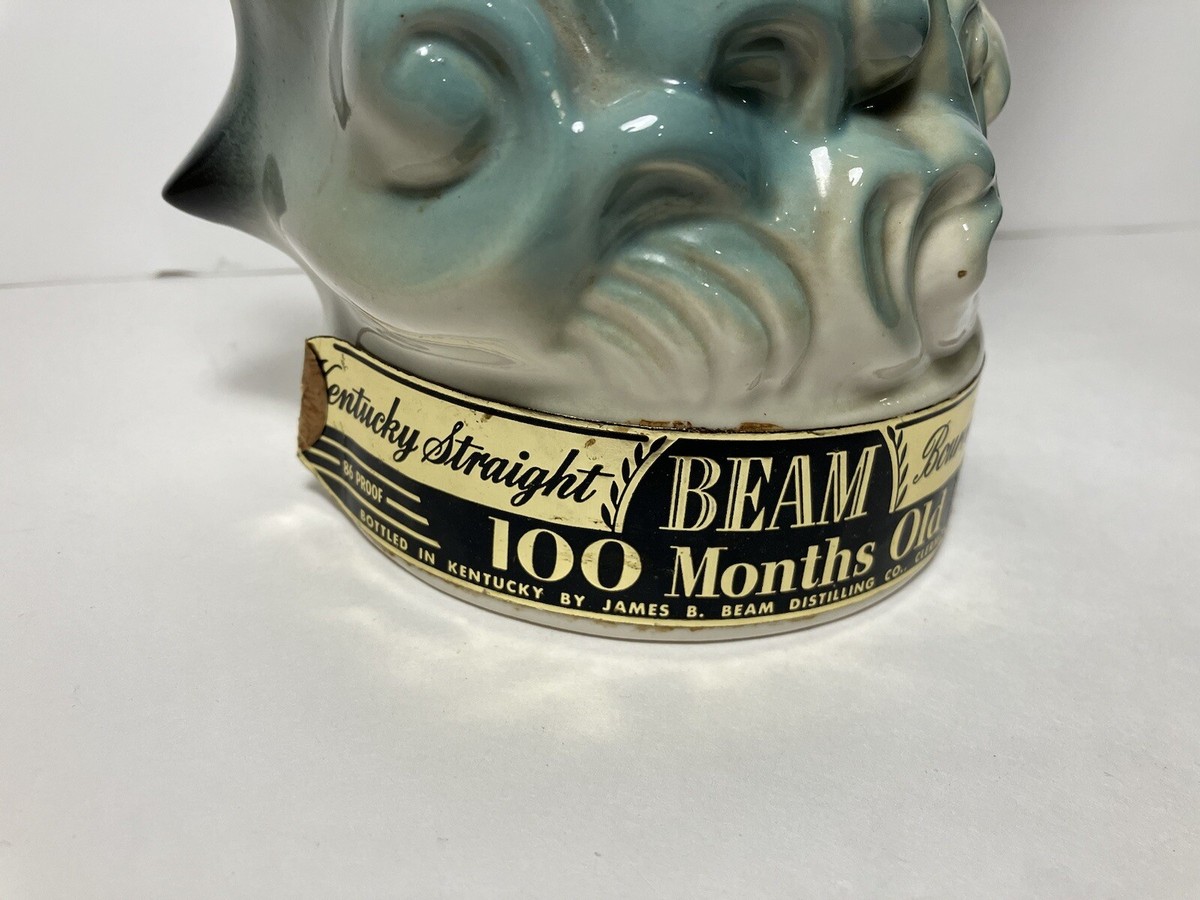 Kentucky Straight BEAM
86 PROOF
100 Months Old
BOTTLED IN KENTUCKY BY JAMES B. BEAM DISTILLING CO.,